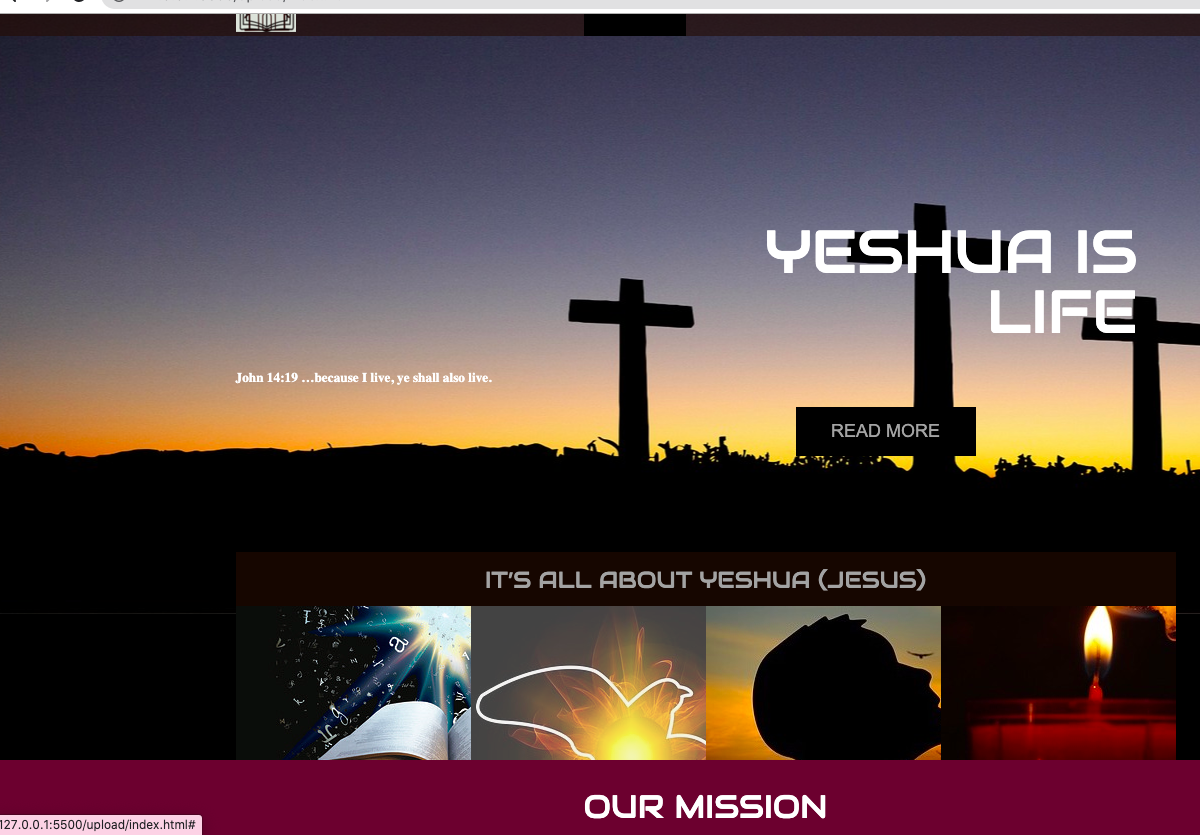 YESHUA IS
LIFE
John 14:19 …because I live, ye shall also live.
READ MORE
IT’S ALL ABOUT YESHUA (JESUS)
OUR MISSION
127.0.0.1:5500/upload/index.html#